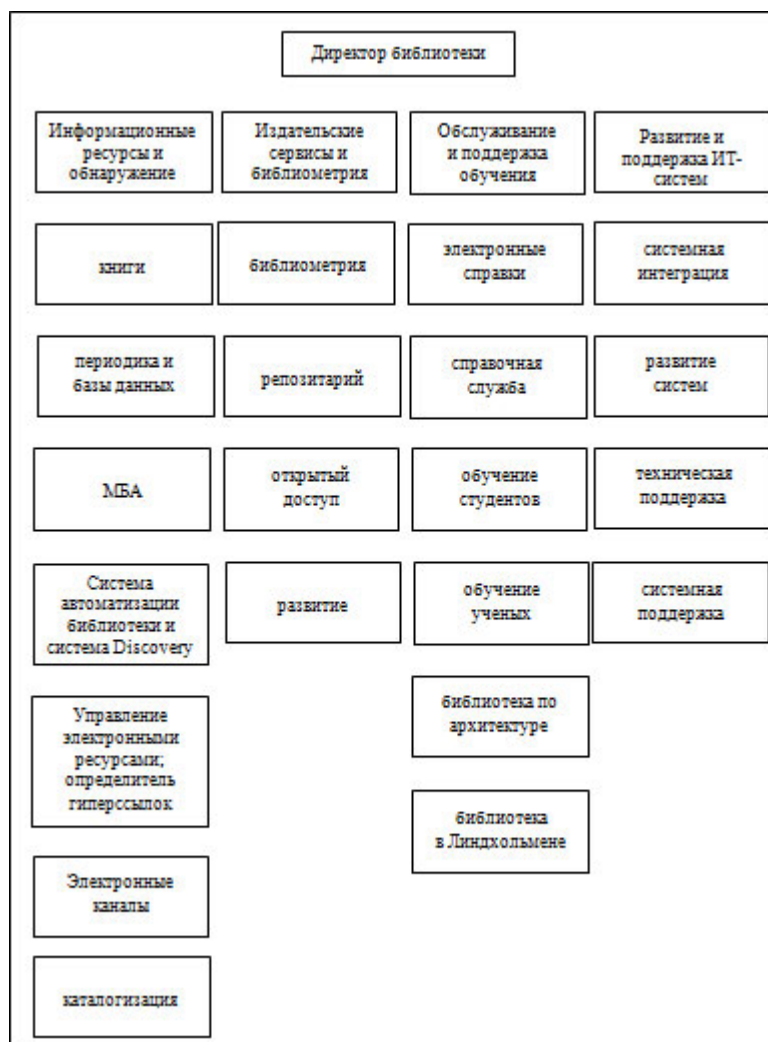 Директор библиотеки
Информационные
ресурсы и
обнаружение
Издательские
сервисы и
библиометрия
Обслуживание
и поддержка
обучения
Развитие и
поддержка ИТ-
систем
книги
библиометрия
электронные
справки
системная
интеграция
периодика и
базы данных
репозитарий
справочная
служба
развитие
систем
МБА
открытый
доступ
обучение
студентов
техническая
поддержка
Система
автоматизации
библиотеки и
система Discovery
развитие
обучение
ученых
системная
поддержка
Управление
электронными
ресурсами;
определитель
гиперссылок
библиотека по
архитектуре
библиотека
в Линдхольмене
Электронные
каналы
каталогизация